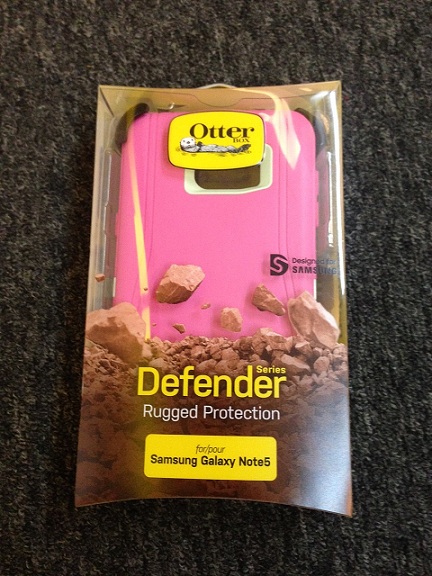 Otter
BOX
Designed for
SAMSUNG
Defender Series
Rugged Protection
for/pour
Samsung Galaxy Note5